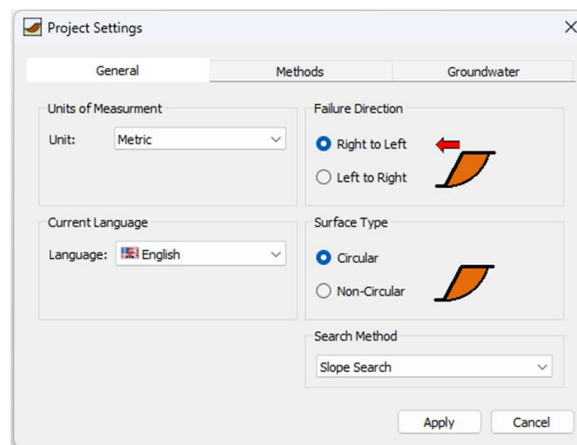 Project Settings
General
Methods
Groundwater
Units of Measurment
Unit:
Metric
Failure Direction
Right to Left
Left to Right
Current Language
Language:
English
Surface Type
Circular
Non-Circular
Search Method
Slope Search
Apply
Cancel